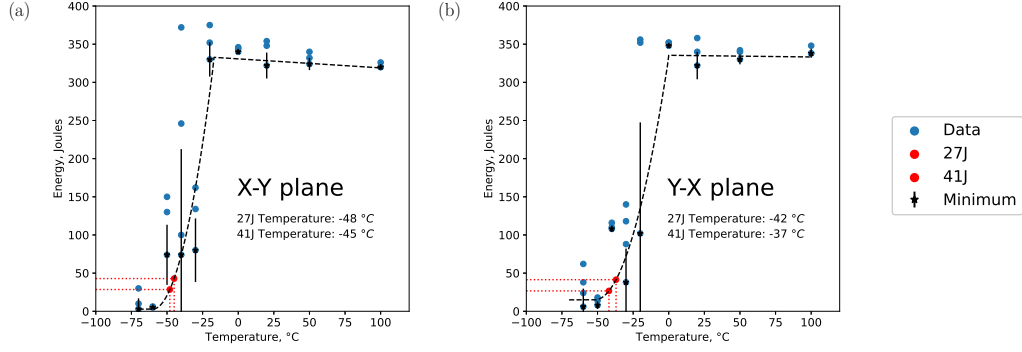 (a)
400
350
300
250
200
150
100
50
0
Energy, Joules
X-Y plane
27J Temperature: -48 °C
41J Temperature: -45 °C
−100 −75 −50 −25 0 25 50 75 100
Temperature, °C
(b)
400
350
300
250
200
150
100
50
0
Energy, Joules
Y-X plane
27J Temperature: -42 °C
41J Temperature: -37 °C
−100 −75 −50 −25 0 25 50 75 100
Temperature, °C
Data
27J
41J
Minimum